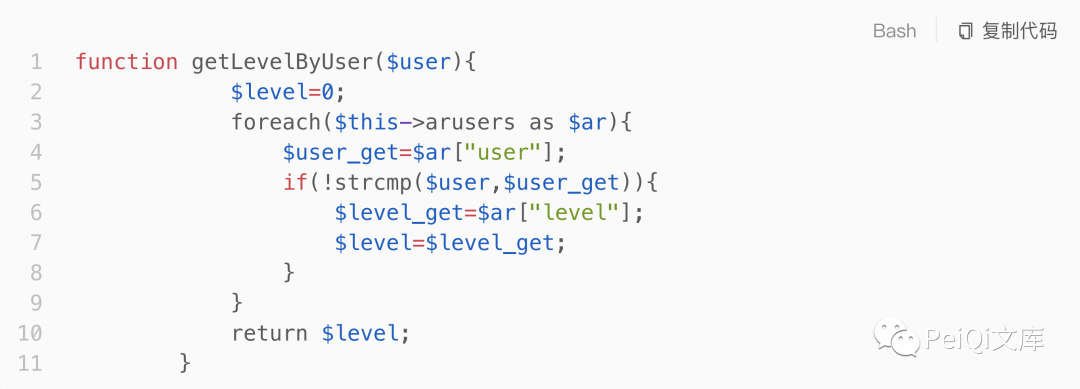 Bash 复制代码
1 function getLevelByUser($user){
2             $level=0;
3             foreach($this->arusers as $ar){
4                 $user_get=$ar["user"];
5                 if(!strcmp($user,$user_get)){
6                     $level_get=$ar["level"];
7                     $level=$level_get;
8                 }
9             }
10             return $level;
11         }
PeiQi文库